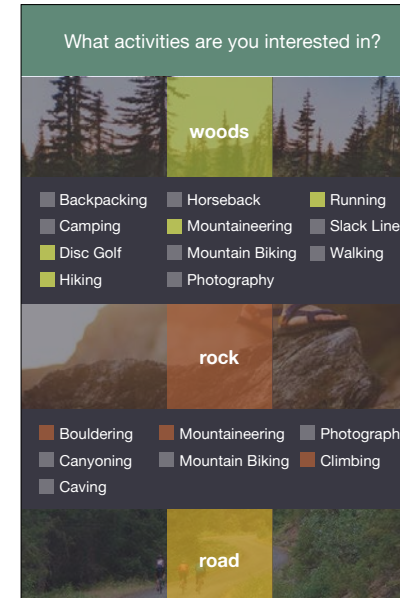 What activities are you interested in?
woods
Backpacking Horseback Running
Camping Mountaineering Slack Line
Disc Golf Mountain Biking Walking
Hiking Photography
rock
Bouldering Mountaineering Photograph
Canyoning Mountain Biking Climbing
Caving
road